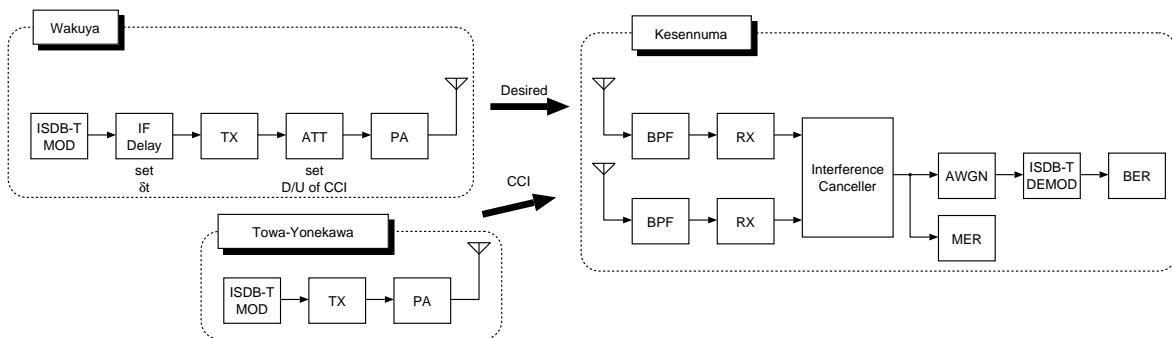 Wakuya
ISDB-T
MOD
IF
Delay
TX
ATT
PA
set
δt
set
D/U of CCI
Desired
CCI
Towa-Yonekawa
ISDB-T
MOD
TX
PA
Kesennuma
BPF
RX
BPF
RX
Interference
Canceller
AWGN
ISDB-T
DEMOD
BER
MER